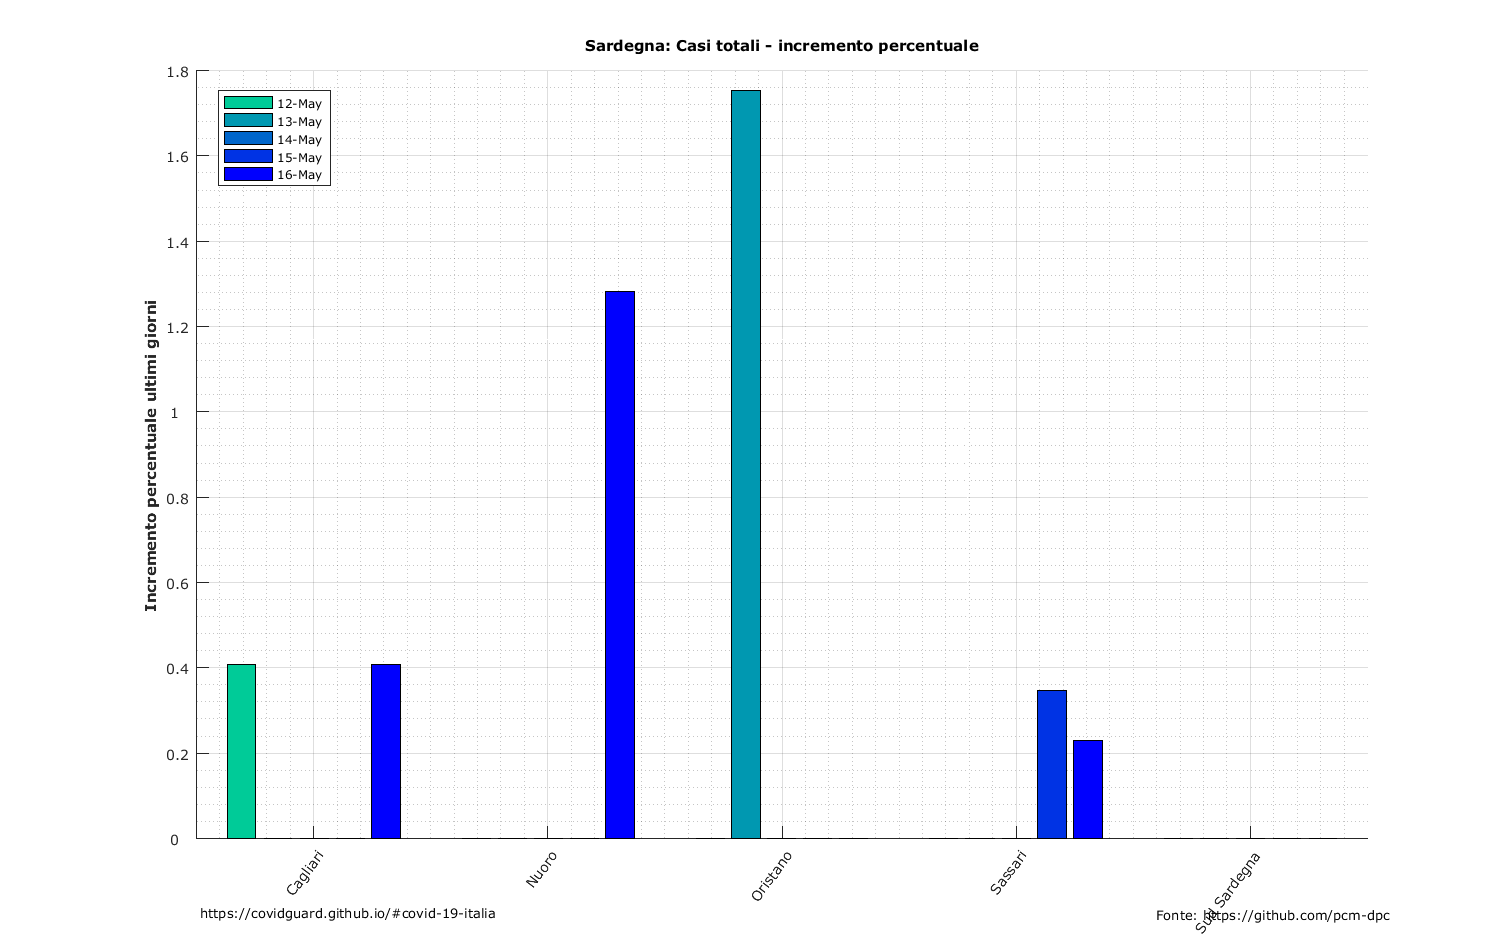 Sardegna: Casi totali - incremento percentuale
1.8
1.6
1.4
1.2
1
0.8
0.6
0.4
0.2
0
Incremento percentuale ultimi giorni
12-May
13-May
14-May
15-May
16-May
Cagliari
Nuoro
Oristano
Sassari
Sud Sardegna
https://covidguard.github.io/#covid-19-italia
Fonte: https://github.com/pcm-dpc